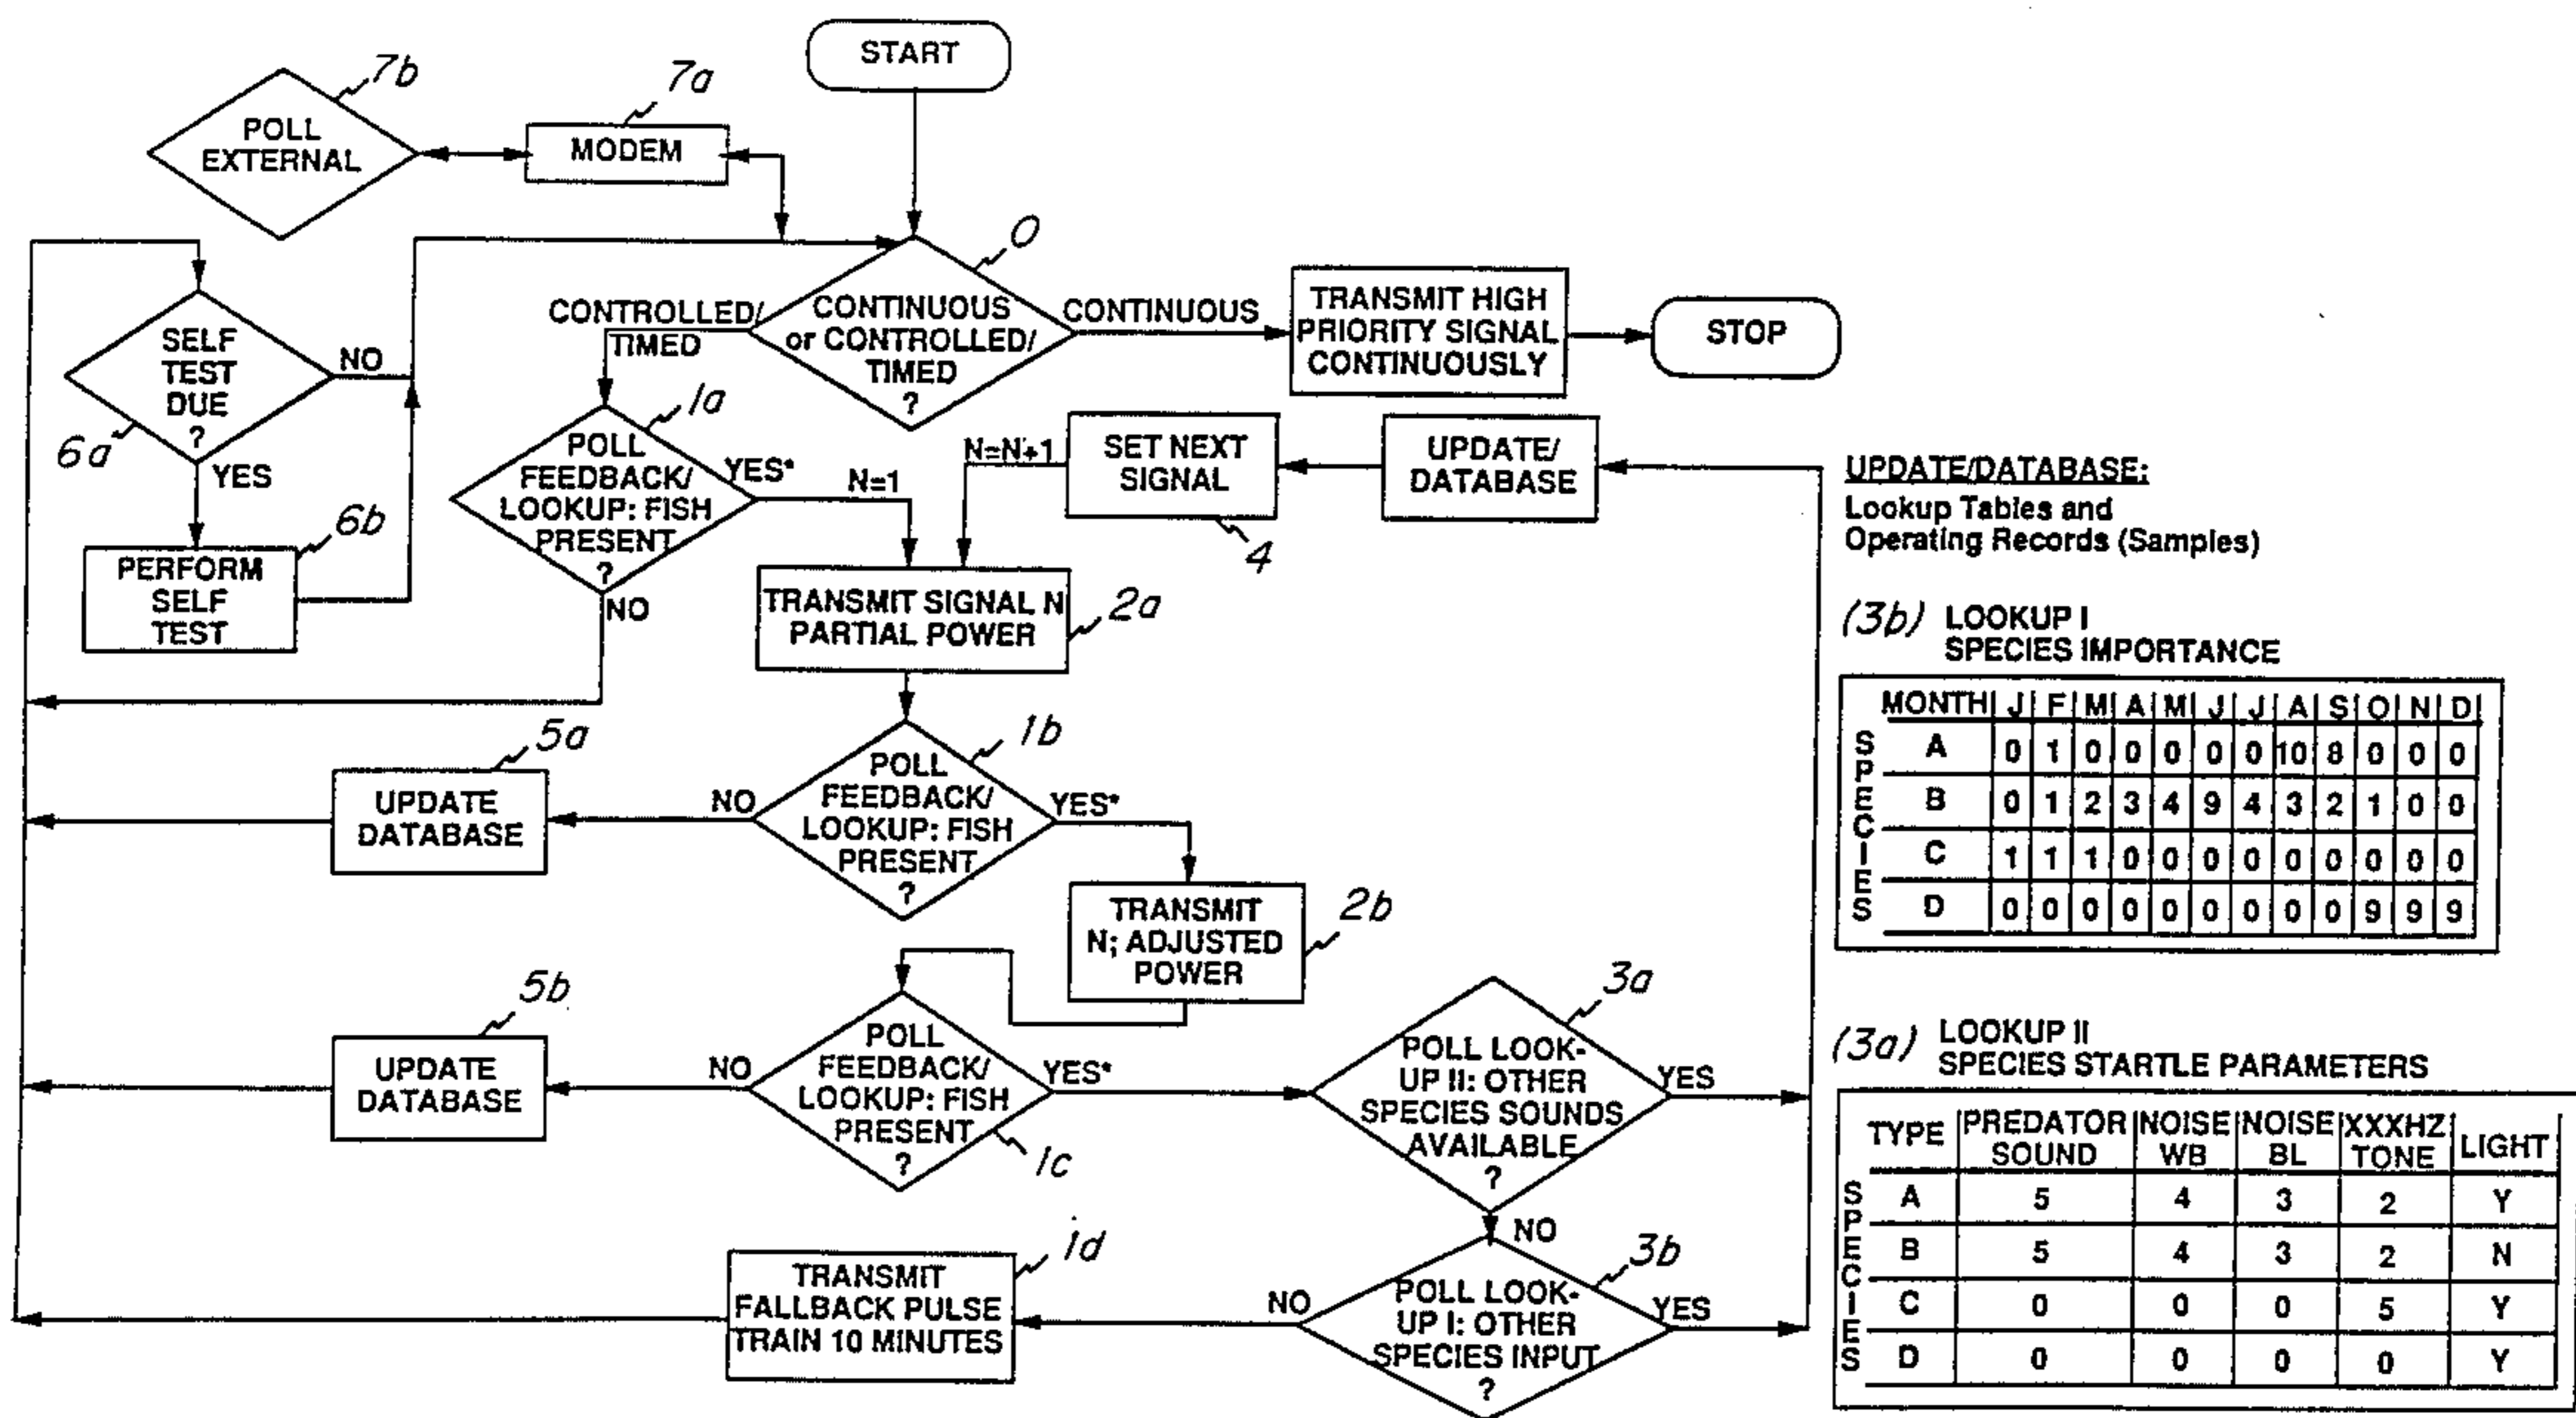 START
7b
POLL
EXTERNAL
7a
MODEM
0
CONTINUOUS
or CONTROLLED/
TIMED
?
CONTROLLED/
TIMED
CONTINUOUS
TRANSMIT HIGH
PRIORITY SIGNAL
CONTINUOUSLY
STOP
SELF
TEST
DUE
?
NO
6a
YES
6b
PERFORM
SELF
TEST
1a
POLL
FEEDBACK/
LOOKUP: FISH
PRESENT
?
YES*
N=1
NO
N=N+1
SET NEXT
SIGNAL
4
UPDATE/
DATABASE
TRANSMIT SIGNAL N
PARTIAL POWER
2a
1b
POLL
FEEDBACK/
LOOKUP: FISH
PRESENT
?
NO
YES*
5a
UPDATE
DATABASE
TRANSMIT
N; ADJUSTED
POWER
2b
5b
UPDATE
DATABASE
NO
POLL
FEEDBACK/
LOOKUP: FISH
PRESENT
?
YES*
1c
3a
POLL LOOK-
UP II: OTHER
SPECIES SOUNDS
AVAILABLE
?
YES
NO
1d
TRANSMIT
FALLBACK PULSE
TRAIN 10 MINUTES
NO
3b
POLL LOOK-
UP I: OTHER
SPECIES INPUT
?
YES
UPDATE/DATABASE:
Lookup Tables and
Operating Records (Samples)
(3b) LOOKUP I
SPECIES IMPORTANCE
SPECIES
MONTH J F M A M J J A S O N D
A 0 1 0 0 0 0 0 10 8 0 0 0
B 0 1 2 3 4 9 4 3 2 1 0 0
C 1 1 1 0 0 0 0 0 0 0 0 0
D 0 0 0 0 0 0 0 0 0 9 9 9
(3a) LOOKUP II
SPECIES STARTLE PARAMETERS
SPECIES
TYPE PREDATOR SOUND NOISE WB NOISE BL XXXHZ TONE LIGHT
A 5 4 3 2 Y
B 5 4 3 2 N
C 0 0 0 5 Y
D 0 0 0 0 Y